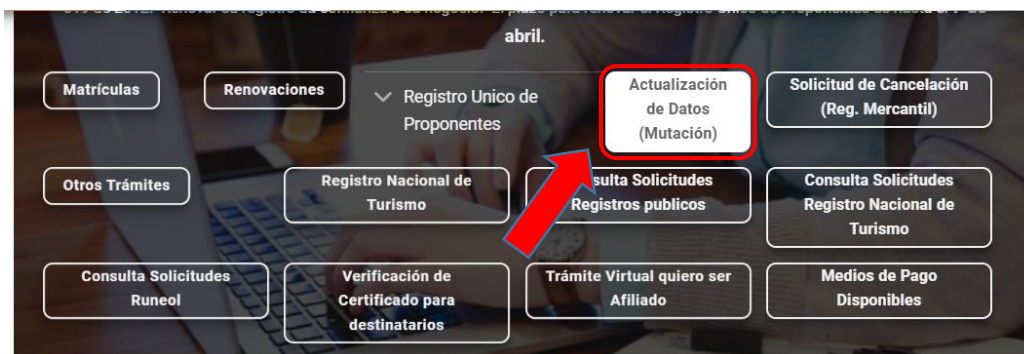 abril.
Matrículas
Renovaciones
Registro Unico de
Proponentes
Actualización
de Datos
(Mutación)
Solicitud de Cancelación
(Reg. Mercantil)
Otros Trámites
Registro Nacional de
Turismo
Solicitudes
Registros publicos
Consulta Solicitudes
Registro Nacional de
Turismo
Consulta Solicitudes
Runeol
Verificación de
Certificado para
destinatarios
Trámite Virtual quiero ser
Afiliado
Medios de Pago
Disponibles